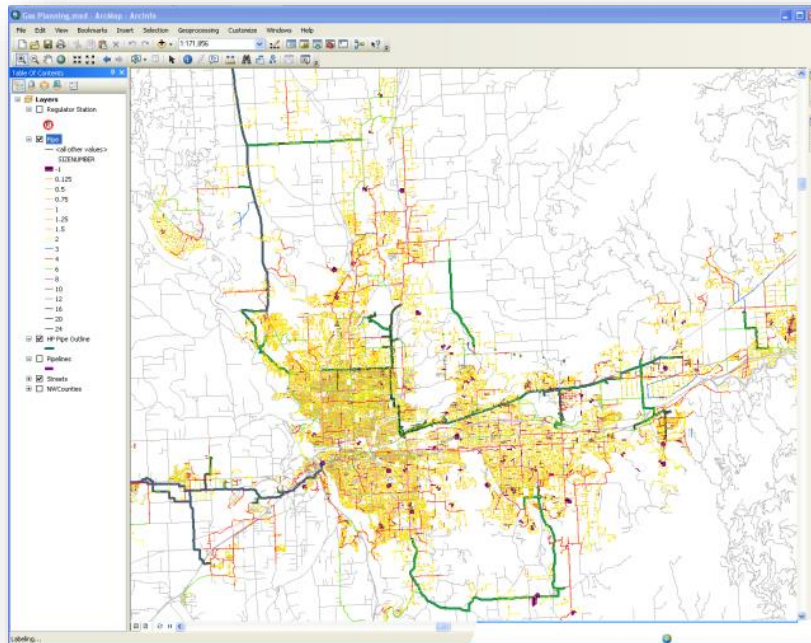 Gas Planning.mxd - ArcMap - ArcInfo
File Edit View Bookmarks Insert Selection Geoprocessing Customize Windows Help
1:171,856
Table Of Contents
Layers
Regulator Station
Pipe
<all other values>
SIZENUMBER
-1
0.125
0.5
0.75
1
1.25
1.5
2
3
4
6
8
10
12
16
20
24
HP Pipe Outline
Pipelines
Streets
NWCounties
Labeling...